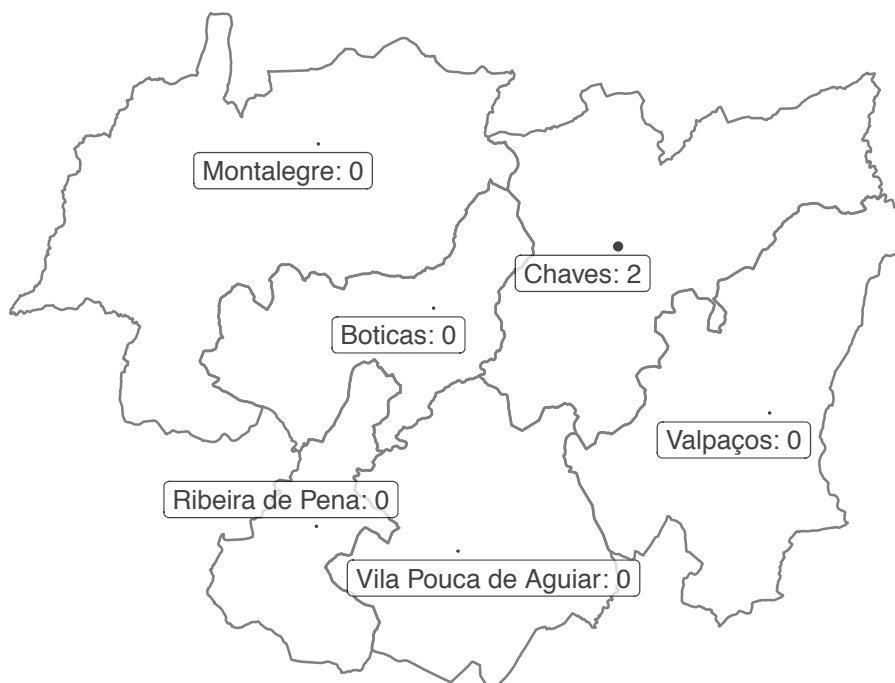 Montalegre: 0
Chaves: 2
Boticas: 0
Valpaços: 0
Ribeira de Pena: 0
Vila Pouca de Aguiar: 0